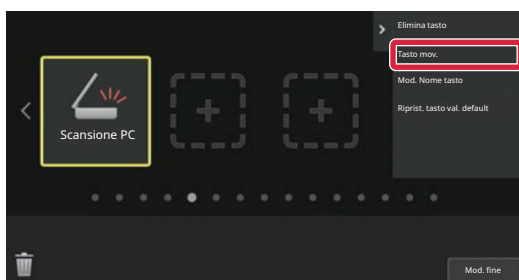 Elimina tasto
Tasto mov.
Mod. Nome tasto
Riprist. tasto val. default
Scansione PC
Mod. fine